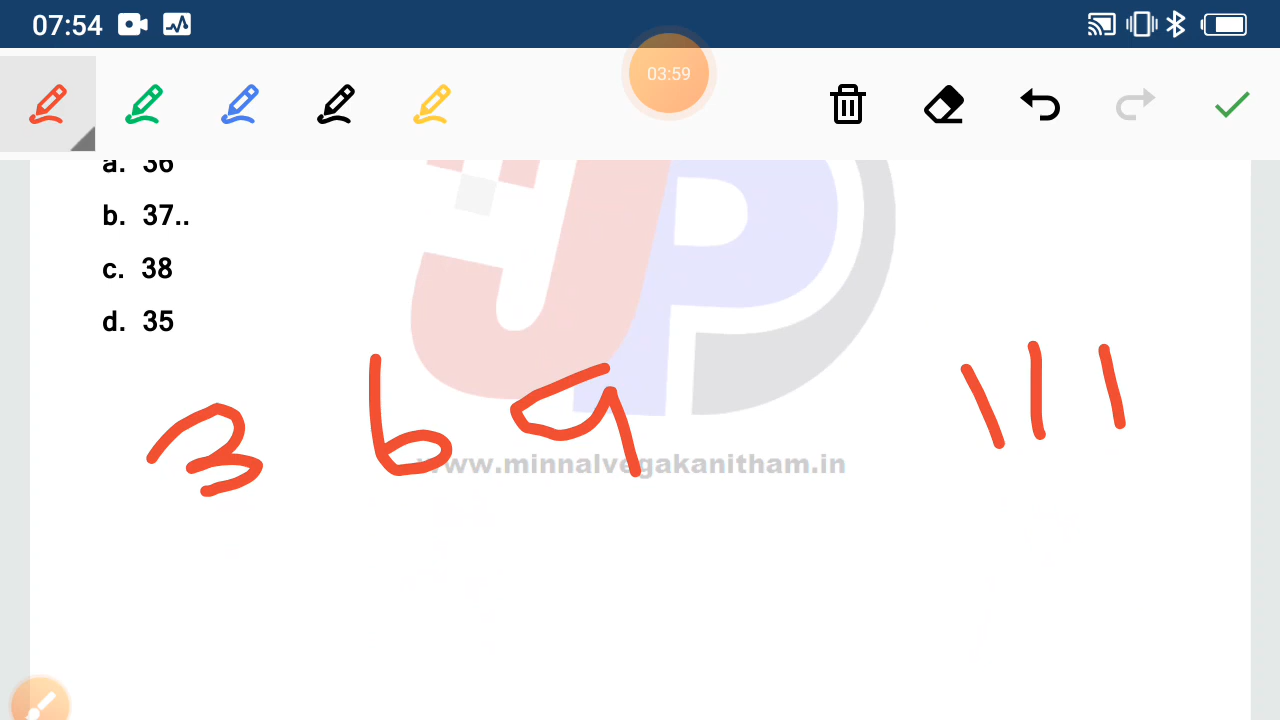 07:54
03:59
a. 36
b. 37..
c. 38
d. 35
3 6 9 111
www.minnalvegakanitham.in